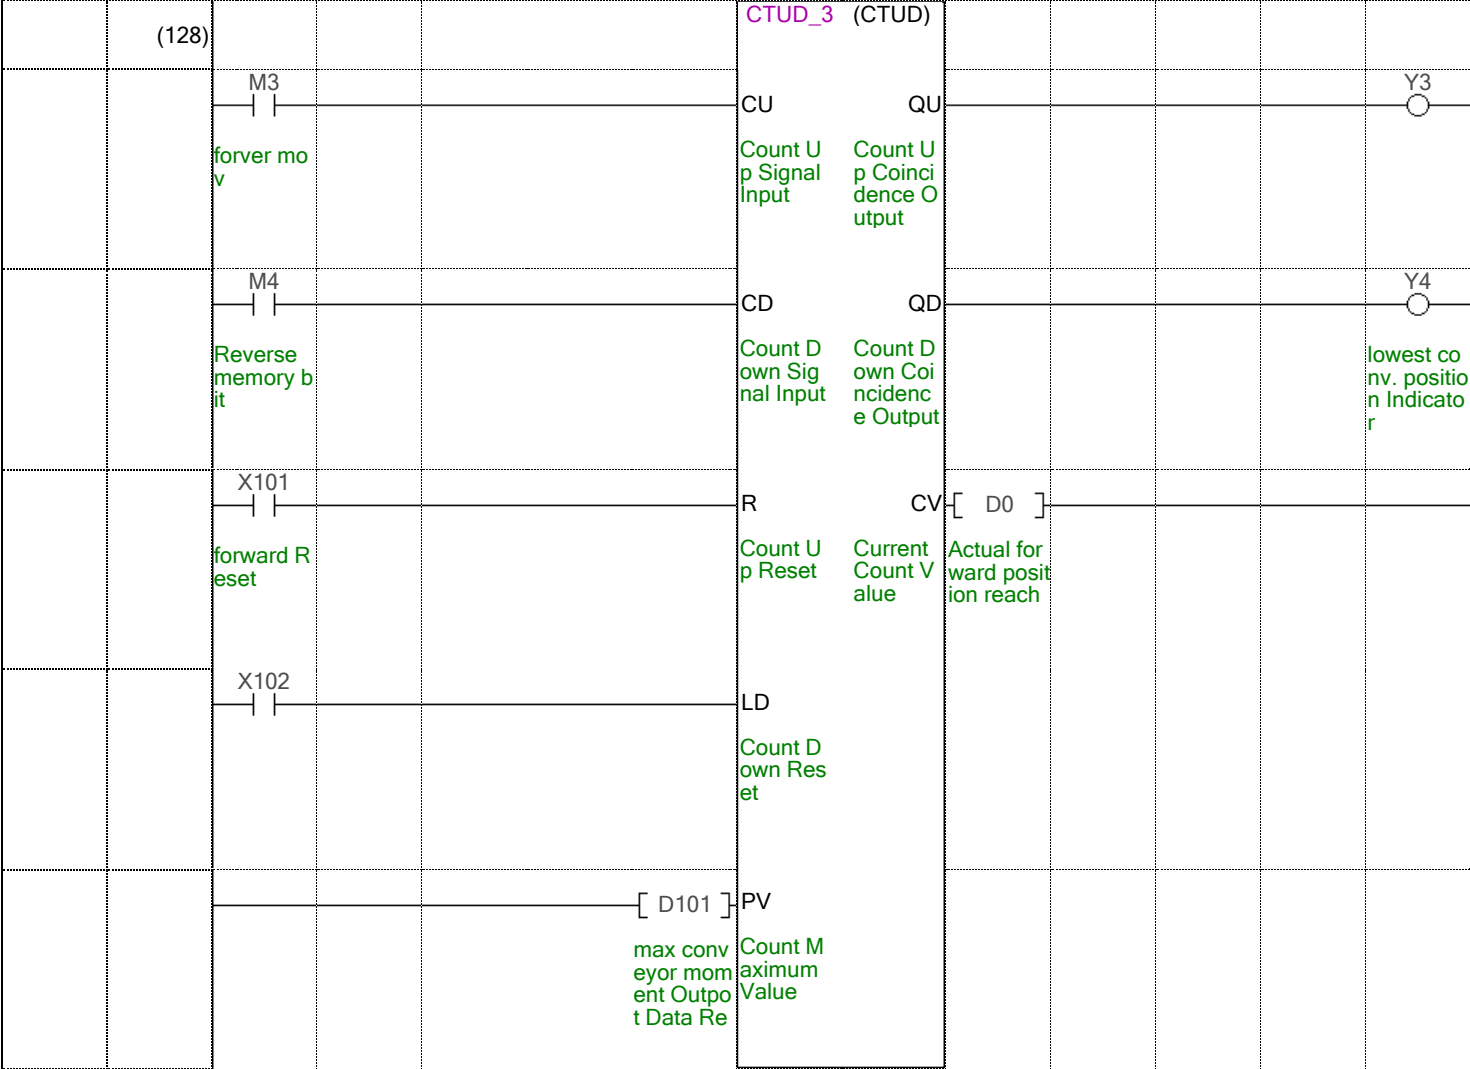 CTUD_3 (CTUD)
(128)
M3
CU
QU
Y3
forver mo
v
Count U
p Signal
Input
Count U
p Coinci
dence O
utput
M4
CD
QD
Y4
Reverse
memory b
it
Count D
own Sig
nal Input
Count D
own Coi
ncidenc
e Output
lowest co
nv. positio
n Indicato
r
X101
R
CV
D0
forward R
eset
Count U
p Reset
Current
Count V
alue
Actual for
ward posit
ion reach
X102
LD
Count D
own Res
et
D101
PV
max conv
eyor mom
ent Outpo
t Data Re
Count M
aximum
Value